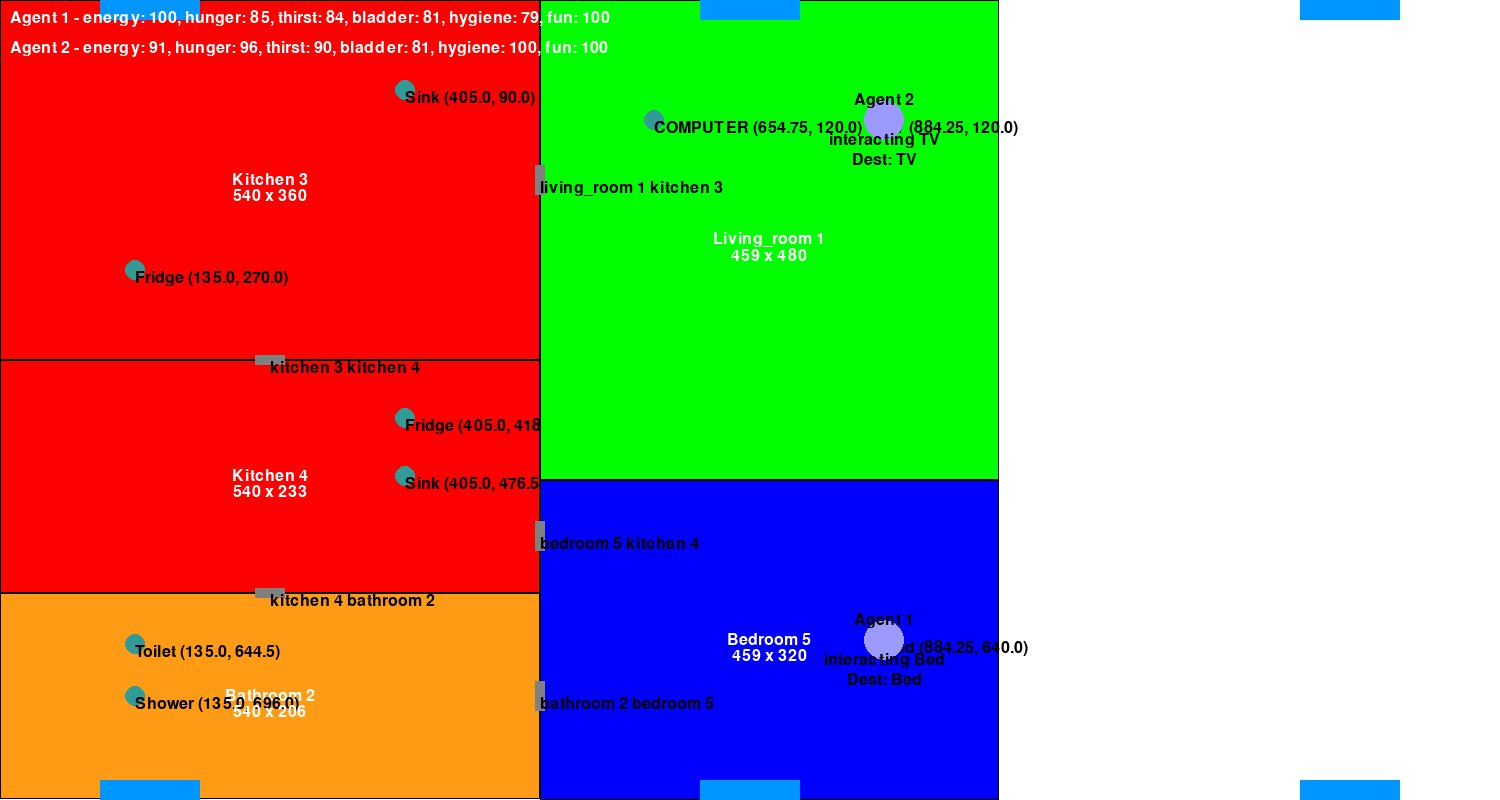 Agent 1 - energy: 100, hunger: 85, thirst: 84, bladder: 81, hygiene: 79, fun: 100
Agent 2 - energy: 91, hunger: 96, thirst: 90, bladder: 81, hygiene: 100, fun: 100
Sink (405.0, 90.0)
Agent 2
COMPUTER (654.75, 120.0)
(884.25, 120.0)
interacting TV
Dest: TV
Kitchen 3
540 x 360
living_room 1 kitchen 3
Living_room 1
459 x 480
Fridge (135.0, 270.0)
kitchen 3 kitchen 4
Fridge (405.0, 418
Kitchen 4
540 x 233
Sink (405.0, 476.5
bedroom 5 kitchen 4
kitchen 4 bathroom 2
Agent 1
Toilet (135.0, 644.5)
Bedroom 5
459 x 320
(884.25, 640.0)
interacting Bed
Dest: Bed
Bathroom 2
Shower (135.0, 696.0)
540 x 206
bathroom 2 bedroom 5